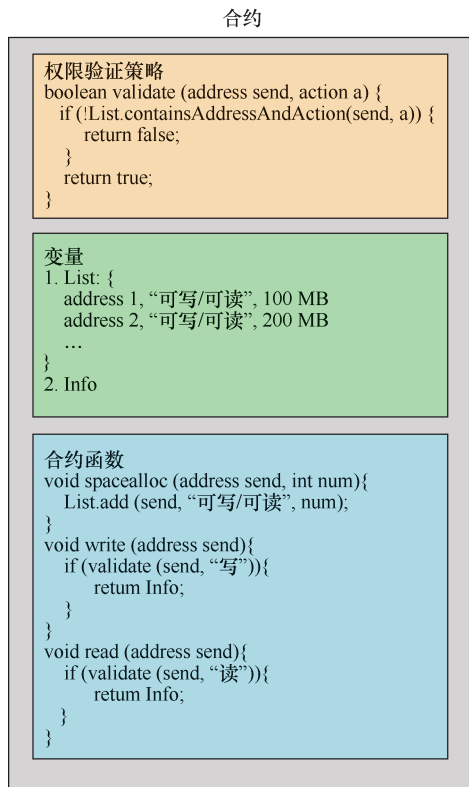 合约
权限验证策略
boolean validate (address send, action a) {
if (!List.containsAddressAndAction(send, a)) {
return false;
}
return true;
}
变量
1. List: {
address 1, “可写/可读”, 100 MB
address 2, “可写/可读”, 200 MB
…
}
2. Info
合约函数
void spacealloc (address send, int num){
List.add (send, “可写/可读”, num);
}
void write (address send){
if (validate (send, “写”)){
retum Info;
}
}
void read (address send){
if (validate (send, “读”)){
retum Info;
}
}